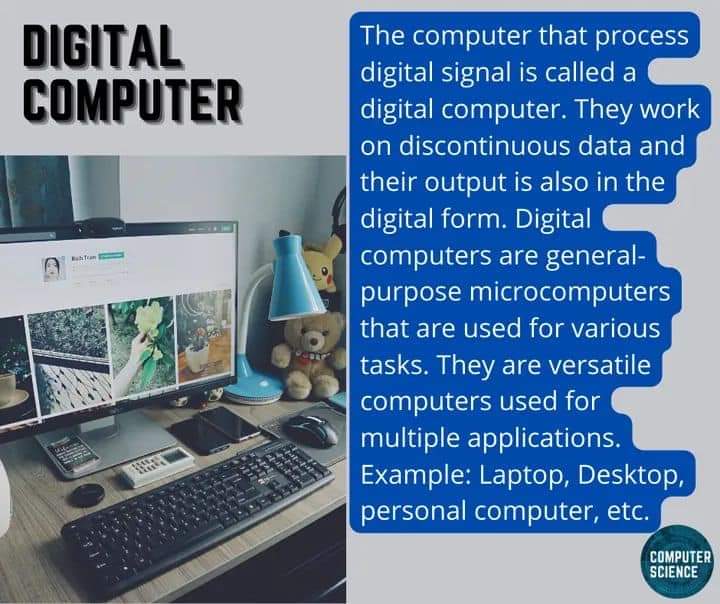 DIGITAL
COMPUTER
The computer that process
digital signal is called a
digital computer. They work
on discontinuous data and
their output is also in the
digital form. Digital
computers are general-
purpose microcomputers
that are used for various
tasks. They are versatile
computers used for
multiple applications.
Example: Laptop, Desktop,
personal computer, etc.
Rich Tran
COMPUTER
SCIENCE